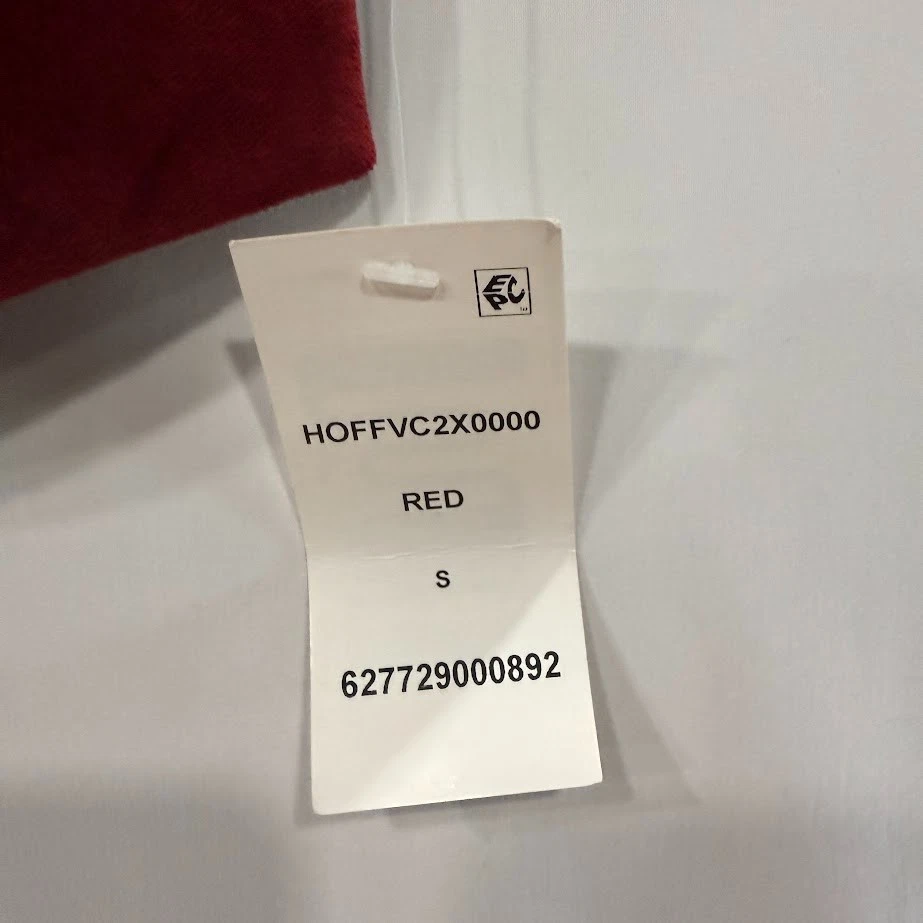 EPC
HOFFVC2X0000
RED
S
627729000892